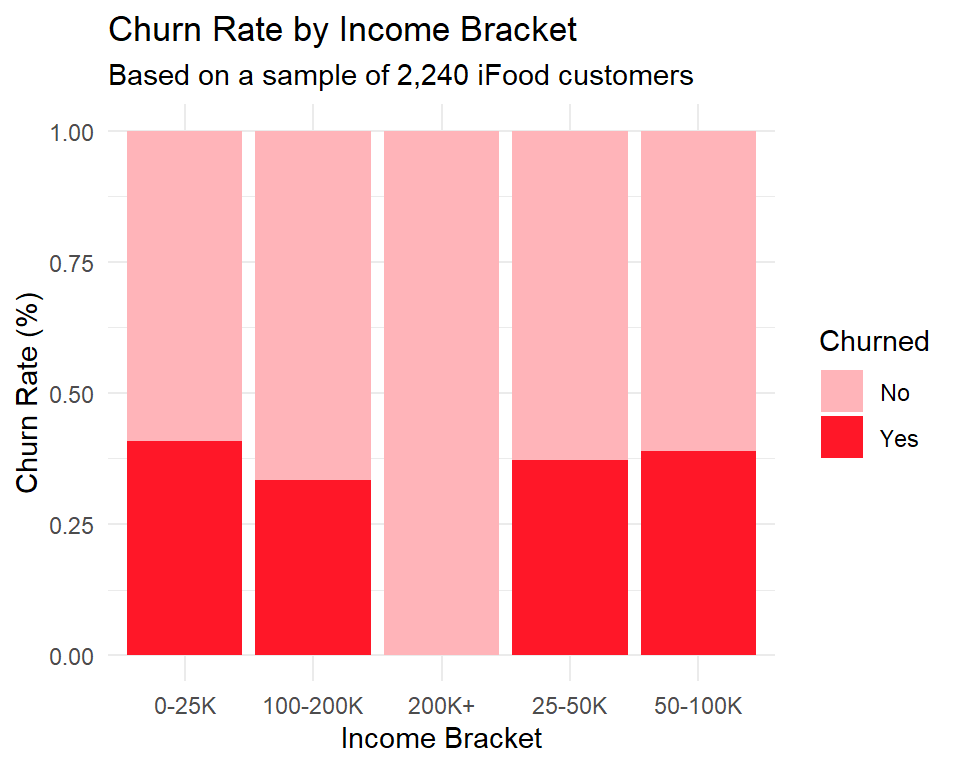 Churn Rate by Income Bracket
Based on a sample of 2,240 iFood customers
1.00
0.75
0.50
0.25
0.00
Churn Rate (%)
0-25K 100-200K 200K+ 25-50K 50-100K
Income Bracket
Churned
No
Yes